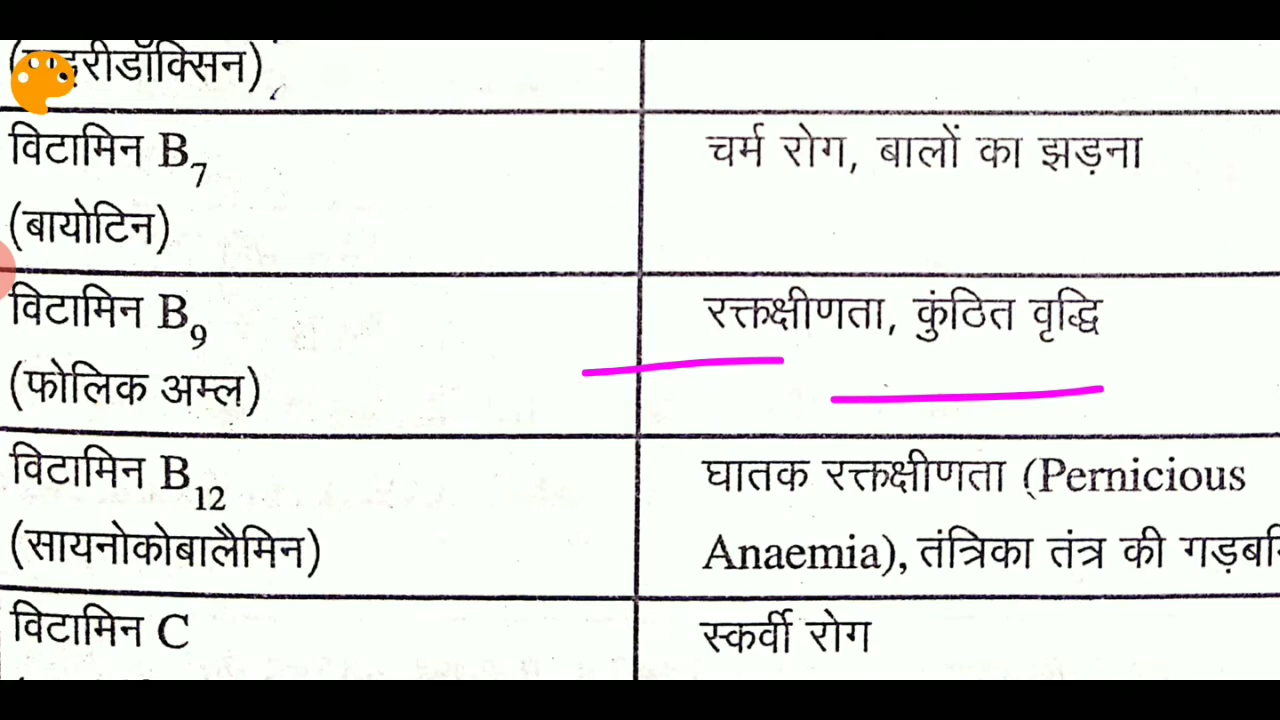 विटामिन B7
चर्म रोग, बालों का झड़ना
(बायोटिन)
विटामिन B9
रक्तक्षीणता, कुंठित वृद्धि
(फोलिक अम्ल)
विटामिन B12
घातक रक्तक्षीणता (Pernicious
(सायनोकोबालैमिन)
Anaemia), तंत्रिका तंत्र की
विटामिन C
स्कर्वी रोग